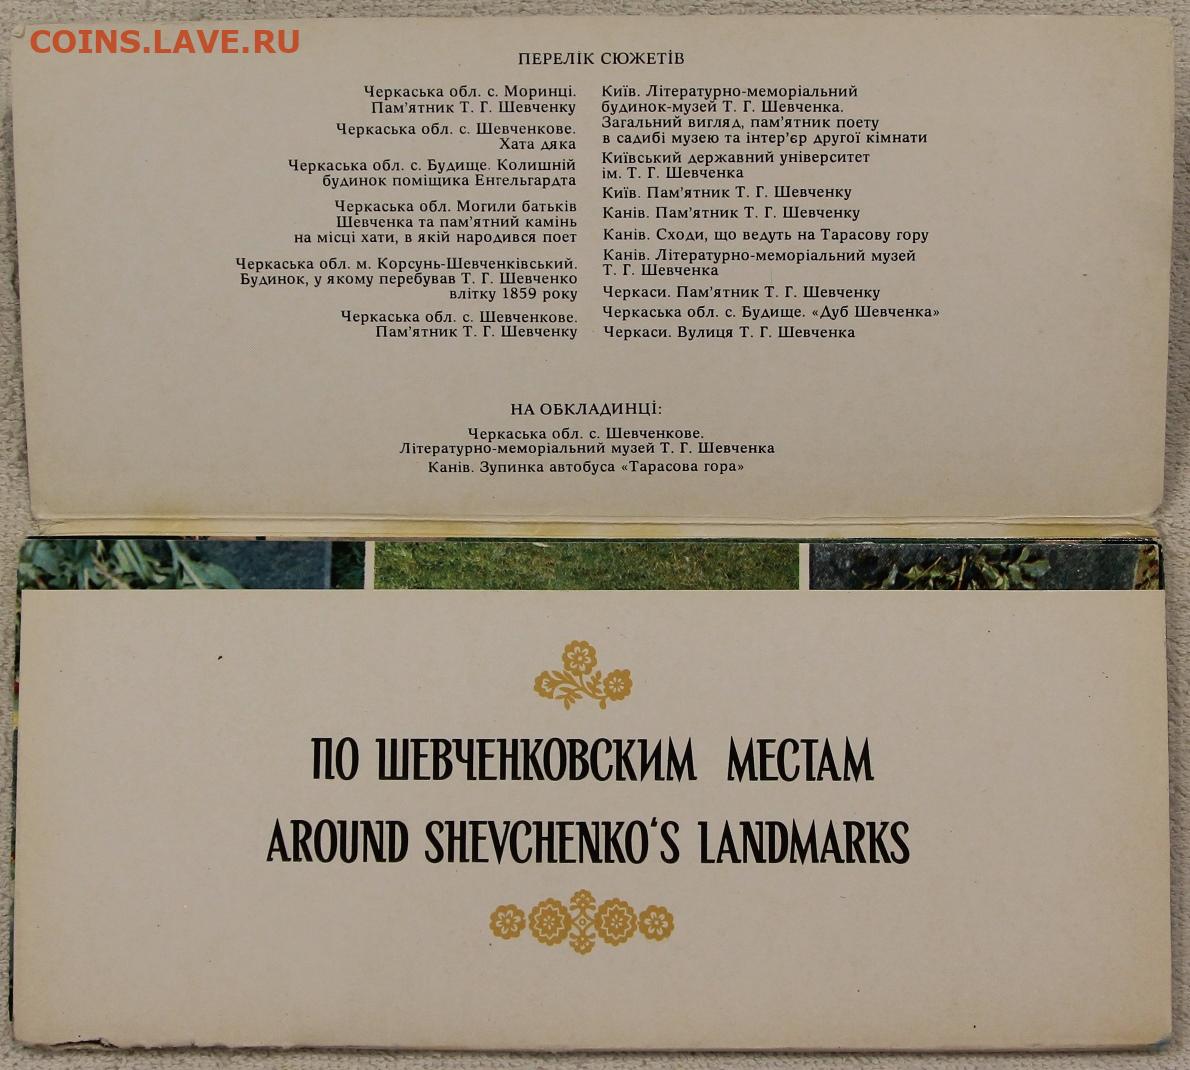 COINS.LAVE.RU
ПЕРЕЛІК СЮЖЕТІВ
Черкаська обл. с. Моринці.
Пам'ятник Т. Г. Шевченку
Черкаська обл. с. Шевченкове.
Хата дяка
Черкаська обл. с. Будище. Колишній
будинок поміщика Енгельгардта
Черкаська обл. Могили батьків
Шевченка та пам'ятний камінь
на місці хати, в якій народився поет
Черкаська обл. м. Корсунь-Шевченківський.
Будинок, у якому перебував Т. Г. Шевченко
влітку 1859 року
Черкаська обл. с. Шевченкове.
Пам'ятник Т. Г. Шевченку
Київ. Літературно-меморіальний
будинок-музей Т. Г. Шевченка.
Загальний вигляд, пам'ятник поету
в садибі музею та інтер'єр другої кімнати
Київський державний університет
ім. Т. Г. Шевченка
Київ. Пам'ятник Т. Г. Шевченку
Канів. Пам'ятник Т. Г. Шевченку
Канів. Сходи, що ведуть на Тарасову гору
Канів. Літературно-меморіальний музей
Т. Г. Шевченка
Черкаси. Пам'ятник Т. Г. Шевченку
Черкаська обл. с. Будище. «Дуб Шевченка»
Черкаси. Вулиця Т. Г. Шевченка
НА ОБКЛАДИНЦІ:
Черкаська обл. с. Шевченкове.
Літературно-меморіальний музей Т. Г. Шевченка
Канів. Зупинка автобуса «Тарасова гора»
ПО ШЕВЧЕНКОВСКИМ МЕСТАМ
AROUND SHEVCHENKO'S LANDMARKS